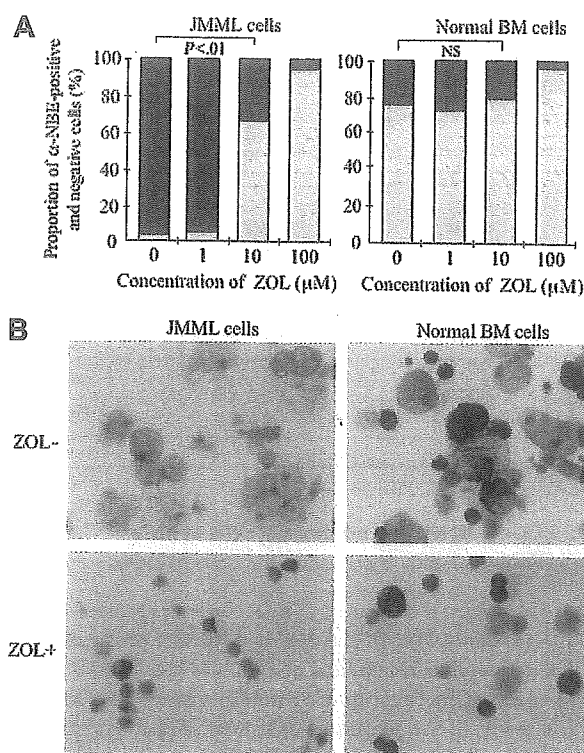 A
JMML cells
Normal BM cells
P<.01
NS
Proportion of α-NBE-positive
and negative cells (%)
100
80
60
40
20
0
100
80
60
40
20
0
0 1 10 100
0 1 10 100
Concentration of ZOL (μM)
Concentration of ZOL (μM)
B
JMML cells
Normal BM cells
ZOL-
ZOL+